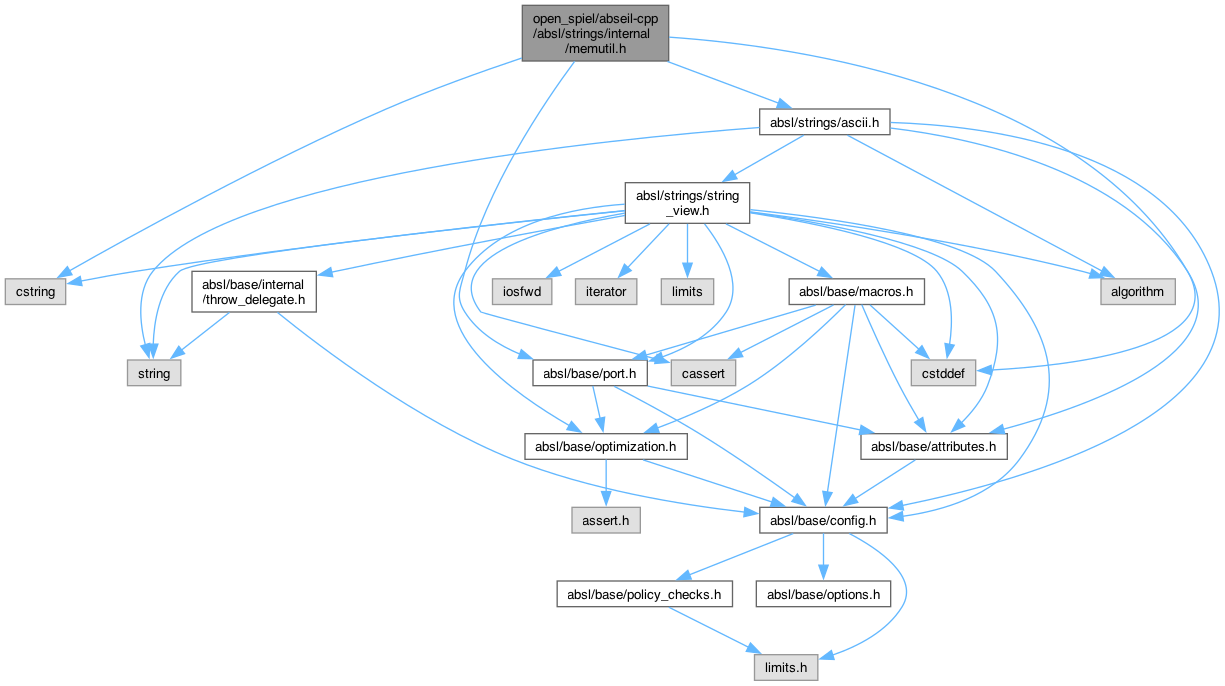 open_spiel/abseil-cpp
/absl/strings/internal
/memutil.h
absl/strings/ascii.h
absl/strings/string
_view.h
cstring
absl/base/internal
/throw_delegate.h
iosfwd
iterator
limits
absl/base/macros.h
algorithm
string
absl/base/port.h
cassert
cstddef
absl/base/optimization.h
absl/base/attributes.h
assert.h
absl/base/config.h
absl/base/policy_checks.h
absl/base/options.h
limits.h